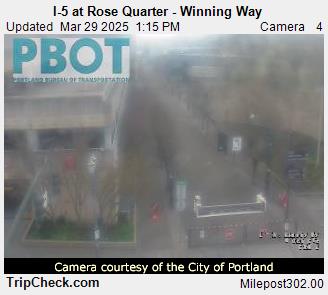 I-5 at Rose Quarter - Winning Way
Updated Mar 29 2025 1:15 PM Camera 4
PBOT
PORTLAND BUREAU OF TRANSPORTATION
Camera courtesy of the City of Portland
TripCheck.com Milepost302.00